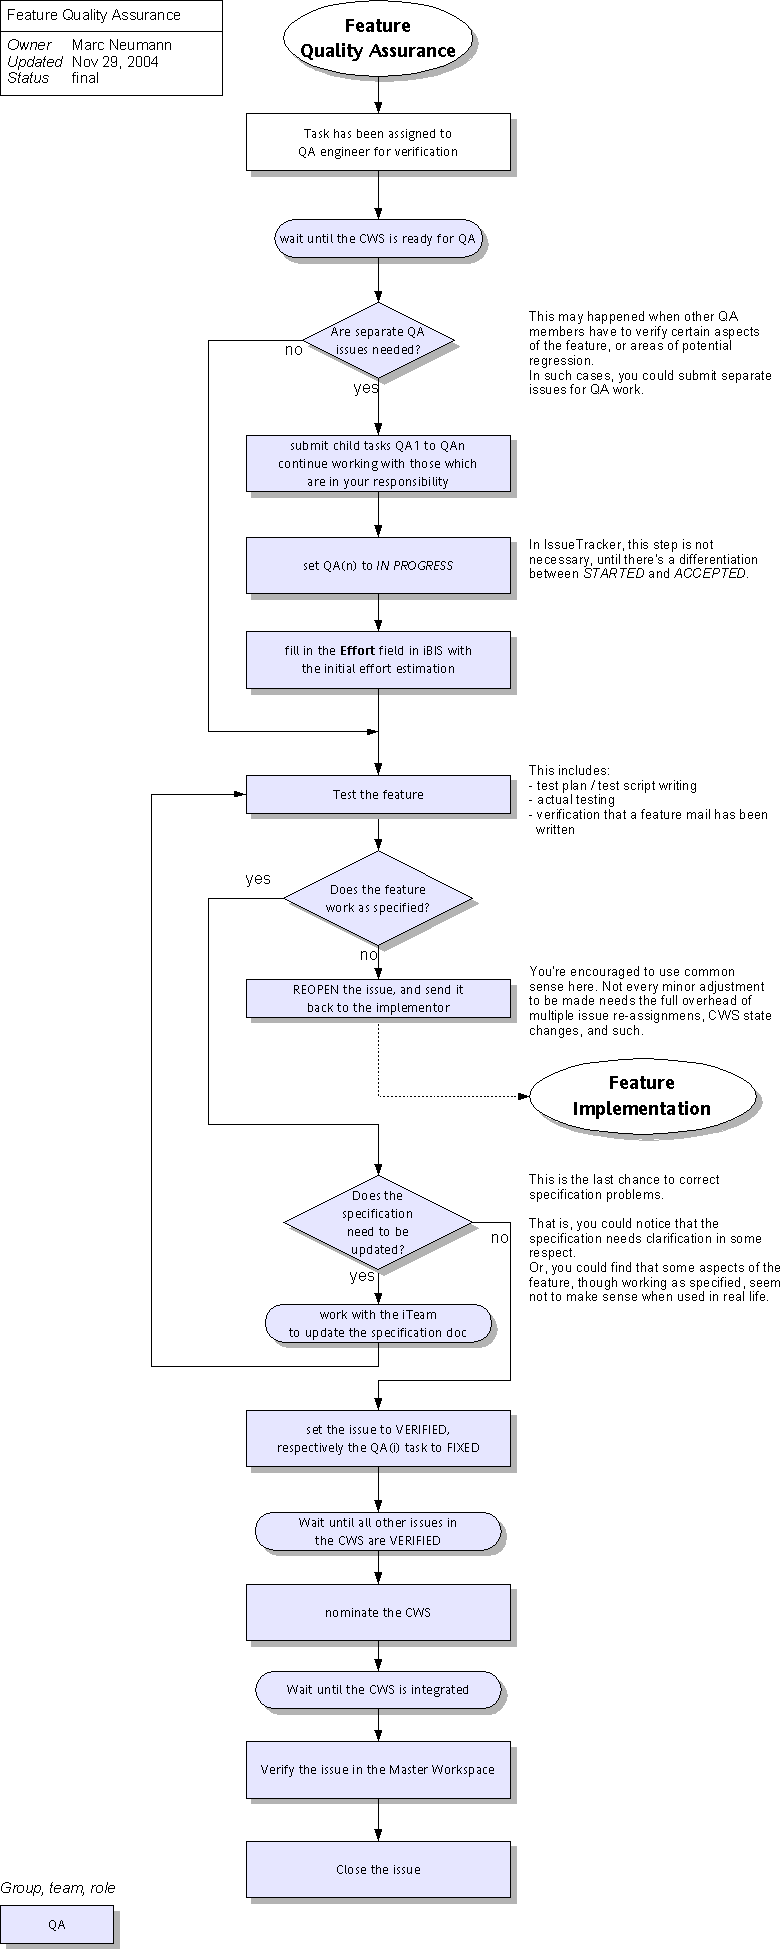 Feature Quality Assurance
Owner Marc Neumann
Updated Nov 29, 2004
Status final
Feature
Quality Assurance
Task has been assigned to
QA engineer for verification
wait until the CWS is ready for QA
Are separate QA
issues needed?
no
yes
This may happened when other QA
members have to verify certain aspects
of the feature, or areas of potential
regression.
In such cases, you could submit separate
issues for QA work.
submit child tasks QA1 to QAn
continue working with those which
are in your responsibility
set QA(n) to IN PROGRESS
In IssueTracker, this step is not
necessary, until there's a differentiation
between STARTED and ACCEPTED.
fill in the Effort field in iBIS with
the initial effort estimation
Test the feature
This includes:
- test plan / test script writing
- actual testing
- verification that a feature mail has been
written
Does the feature
work as specified?
yes
no
REOPEN the issue, and send it
back to the implementor
You're encouraged to use common
sense here. Not every minor adjustment
to be made needs the full overhead of
multiple issue re-assignmens, CWS state
changes, and such.
Feature
Implementation
Does the
specification
need to be
updated?
no
yes
This is the last chance to correct
specification problems.
That is, you could notice that the
specification needs clarification in some
respect.
Or, you could find that some aspects of the
feature, though working as specified, seem
not to make sense when used in real life.
work with the iTeam
to update the specification doc
set the issue to VERIFIED,
respectively the QA(i) task to FIXED
Wait until all other issues in
the CWS are VERIFIED
nominate the CWS
Wait until the CWS is integrated
Verify the issue in the Master Workspace
Close the issue
Group, team, role
QA